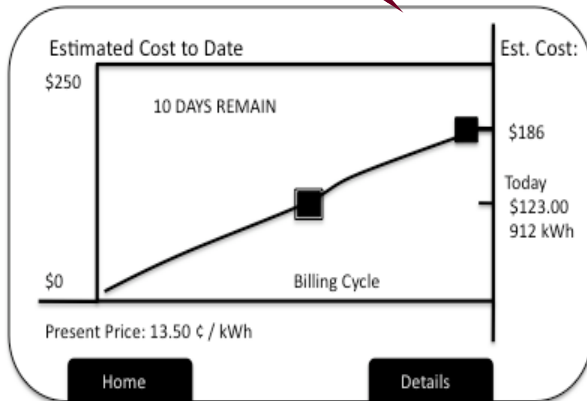 Estimated Cost to Date
Est. Cost:
$250
10 DAYS REMAIN
$186
Today
$123.00
912 kWh
$0
Billing Cycle
Present Price: 13.50 ¢ / kWh
Home
Details